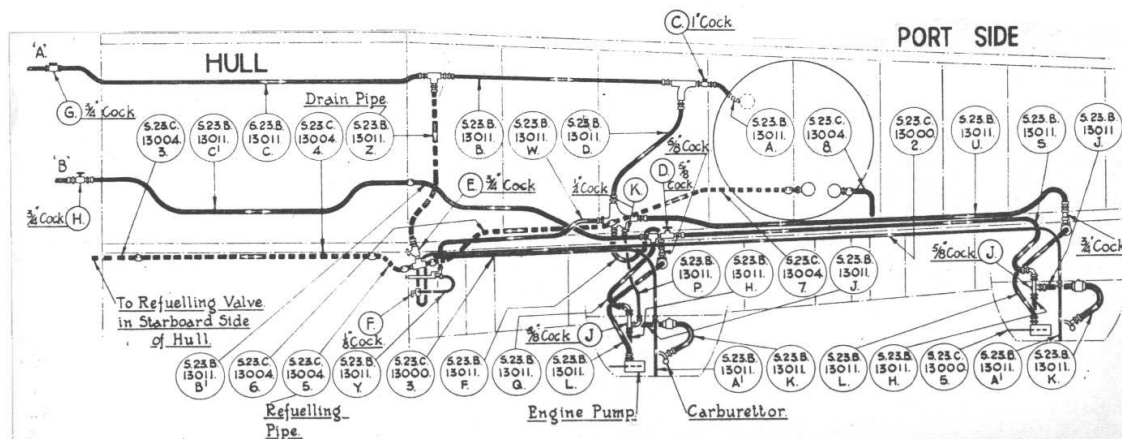 PORT SIDE
HULL
'A'
C. 1" Cock
G. 3/4" Cock
Drain Pipe
S.23.C. 13004. 3.
S.23.B. 13011. C'
S.23.B. 13011. C.
S.23.C. 13004. 4.
S.23.B. 13011. Z.
S.23.B. 13011. B.
S.23.B. 13011. W.
S.23.B. 13011. D.
5/8" Cock
S.23.B. 13011. A.
S.23.C. 13004. 8.
S.23.C. 13000. 2.
S.23.B. 13011. U.
S.23.B. 13011. S.
S.23.B. 13011. J.
'B'
3/4" Cock H.
E. 3/4" Cock
K
D. 5/8" Cock
3/4" Cock
5/8" Cock J.
To Refuelling Valve
in Starboard Side
of Hull.
F.
5/8" Cock J
S.23.B. 13011. P.
S.23.B. 13011. H.
S.23.C. 13004. 7.
S.23.B. 13011. J.
S.23.B. 13011. B'
S.23.C. 13004. 6.
S.23.C. 13004. 5.
S.23.B. 13011. Y.
S.23.C. 13000. 3.
S.23.B. 13011. F.
S.23.B. 13011. Q.
S.23.B. 13011. L.
S.23.B. 13011. A'
S.23.B. 13011. K.
S.23.B. 13011. L.
S.23.B. 13011. H.
S.23.C. 13000. 5.
S.23.B. 13011. A'
S.23.B. 13011. K.
Refuelling
Pipe.
Engine Pump
Carburettor.